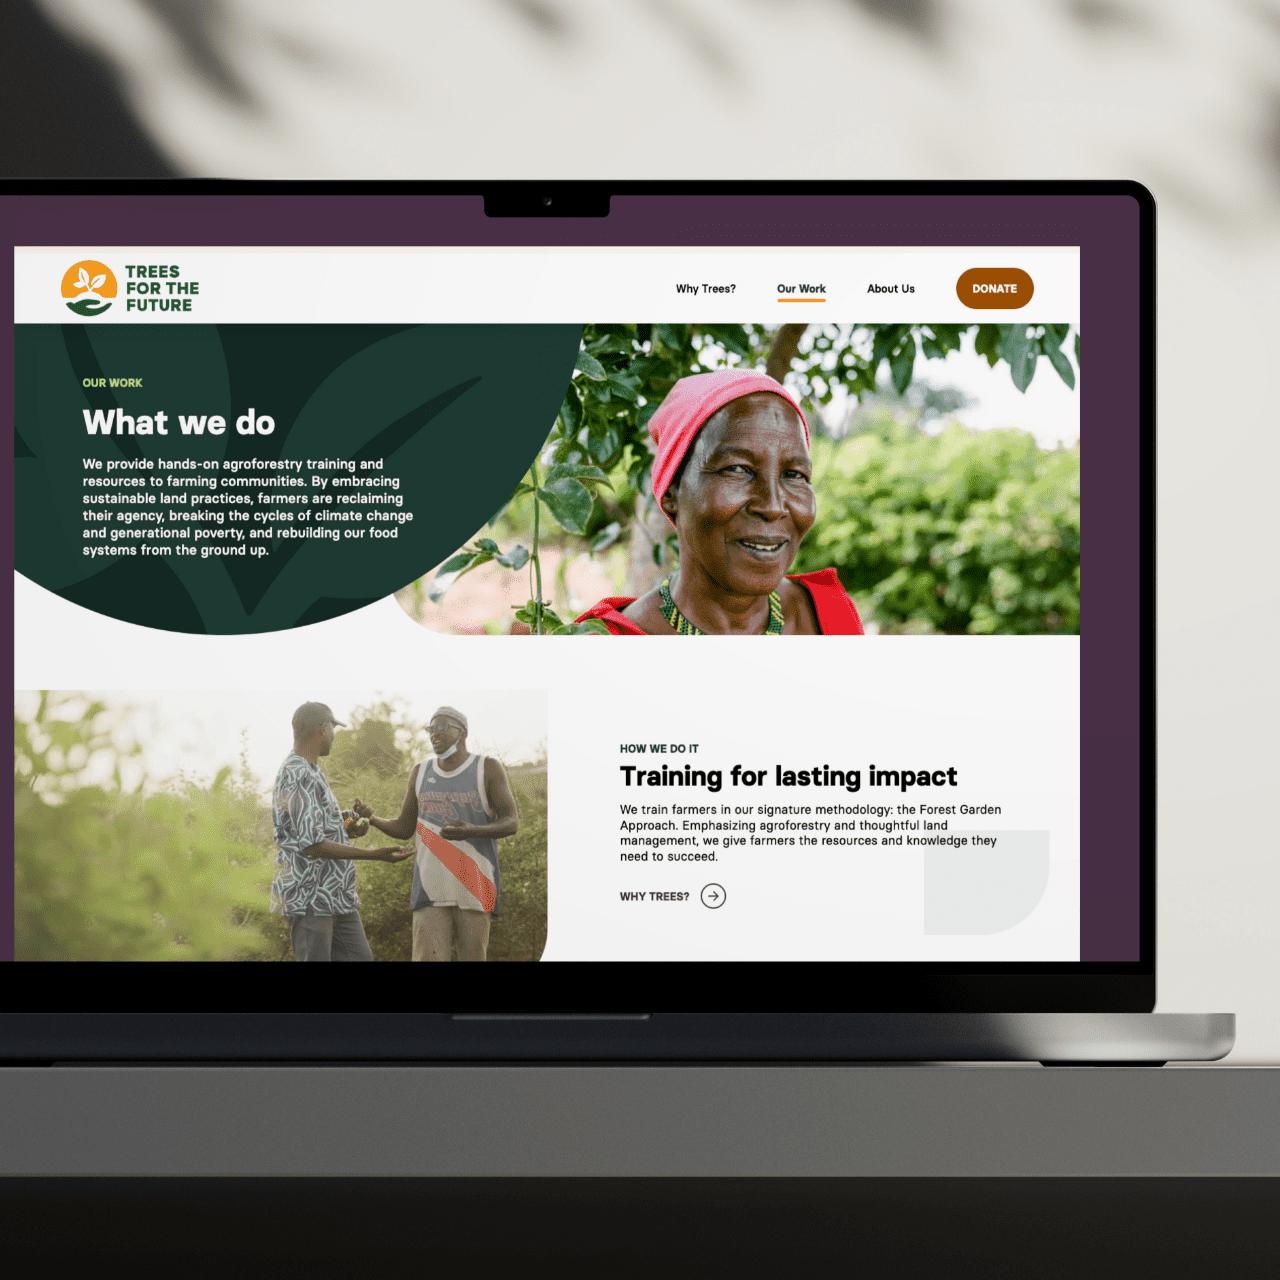 TREES
FOR THE
FUTURE
Why Trees?
Our Work
About Us
DONATE
OUR WORK
What we do
We provide hands-on agroforestry training and
resources to farming communities. By embracing
sustainable land practices, farmers are reclaiming
their agency, breaking the cycles of climate change
and generational poverty, and rebuilding our food
systems from the ground up.
HOW WE DO IT
Training for lasting impact
We train farmers in our signature methodology: the Forest Garden
Approach. Emphasizing agroforestry and thoughtful land
management, we give farmers the resources and knowledge they
need to succeed.
WHY TREES?